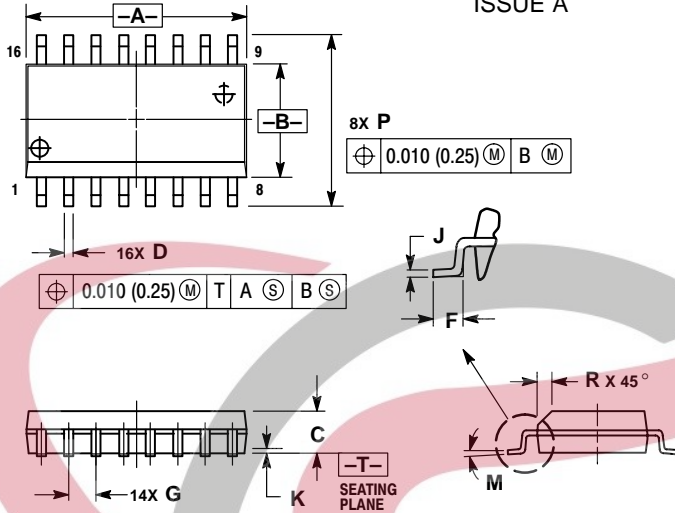 ISSUE A
–A–
16
9
–B–
8X P
⌖ 0.010 (0.25) Ⓜ B Ⓜ
1
8
J
16X D
⌖ 0.010 (0.25) Ⓜ T A Ⓢ B Ⓢ
F
R X 45°
C
–T–
SEATING
PLANE
14X G
K
M